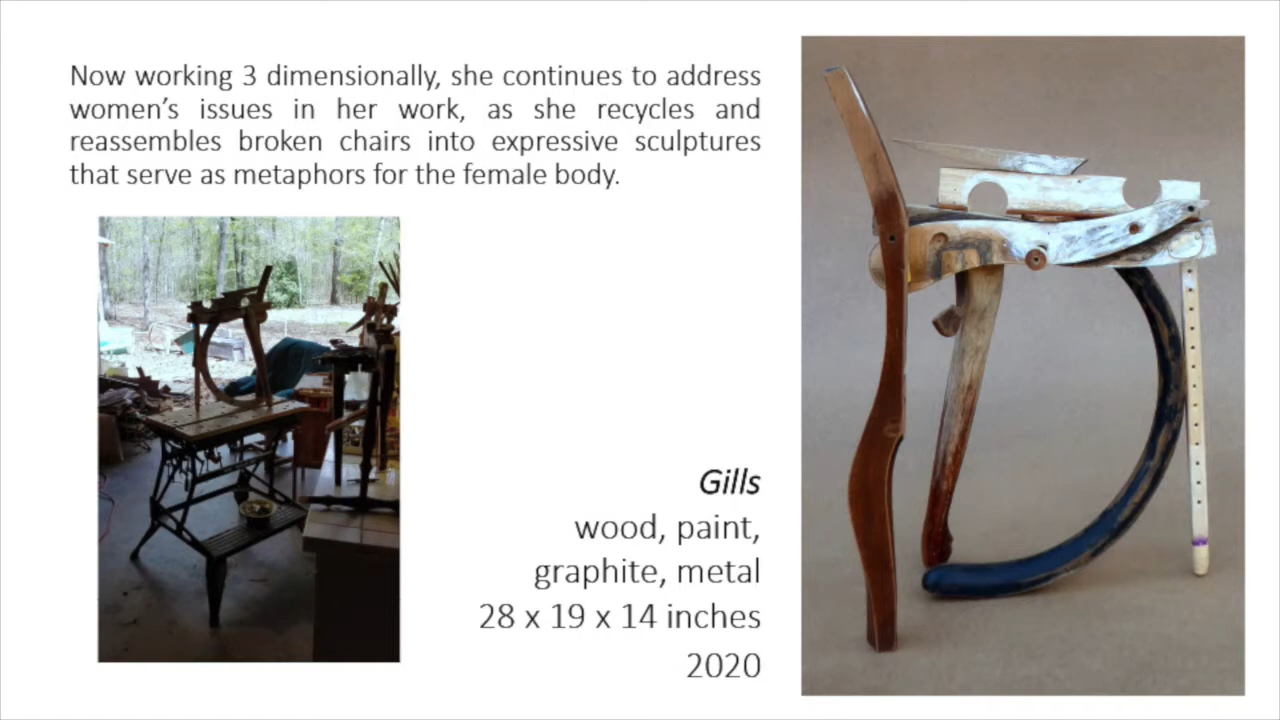 Now working 3 dimensionally, she continues to address
women’s issues in her work, as she recycles and
reassembles broken chairs into expressive sculptures
that serve as metaphors for the female body.
Gills
wood, paint,
graphite, metal
28 x 19 x 14 inches
2020